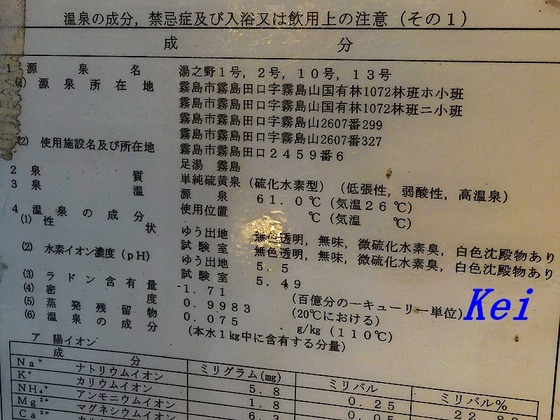 温泉の成分，禁忌症及び入浴又は飲用上の注意（その１）
成 分
1 源 泉 名 湯之野１号，２号，１０号，１３号
(1) 源泉所在地 霧島市霧島田口字霧島山国有林1072林班ホ小班
霧島市霧島田口字霧島山国有林1072林班ニ小班
霧島市霧島田口字霧島山2607番299
霧島市霧島田口字霧島山2607番327
(2) 使用施設名及び所在地 霧島市霧島田口２４５９番６
足湯 霧島
2 泉 質 単純硫黄泉（硫化水素型）（低張性，弱酸性，高温泉）
3 泉 温 源 泉 ６１.０℃（気温２６℃）
使用位置 ℃（気温 ℃）
4 温泉の成分
(1) 性 状 ゆう出地 無色透明，無味，微硫化水素臭，白色沈殿物あり
試験室 無色透明，無味，微硫化水素臭，白色沈殿物あり
(2) 水素イオン濃度（pH） ゆう出地 ５.５
試験室 ５.４９
(3) ラドン含有量 -１.７１ （百億分の一キューリー単位）
(4) 密 度 ０.９９８３ （20℃における）
(5) 蒸発残留物 ０.０７５ g/kg（１１０℃）
(6) 温泉の成分 （本水１kg中に含有する分量）
Kei
ア 陽イオン
成 分 ミリグラム(mg) ミリバル ミリバル%
Na⁺ ナトリウムイオン ５.８ ０.２５
K⁺ カリウムイオン １.８
NH₄⁺ アンモニウムイオン
Mg²⁺ マグネシウムイオン
Ca²⁺